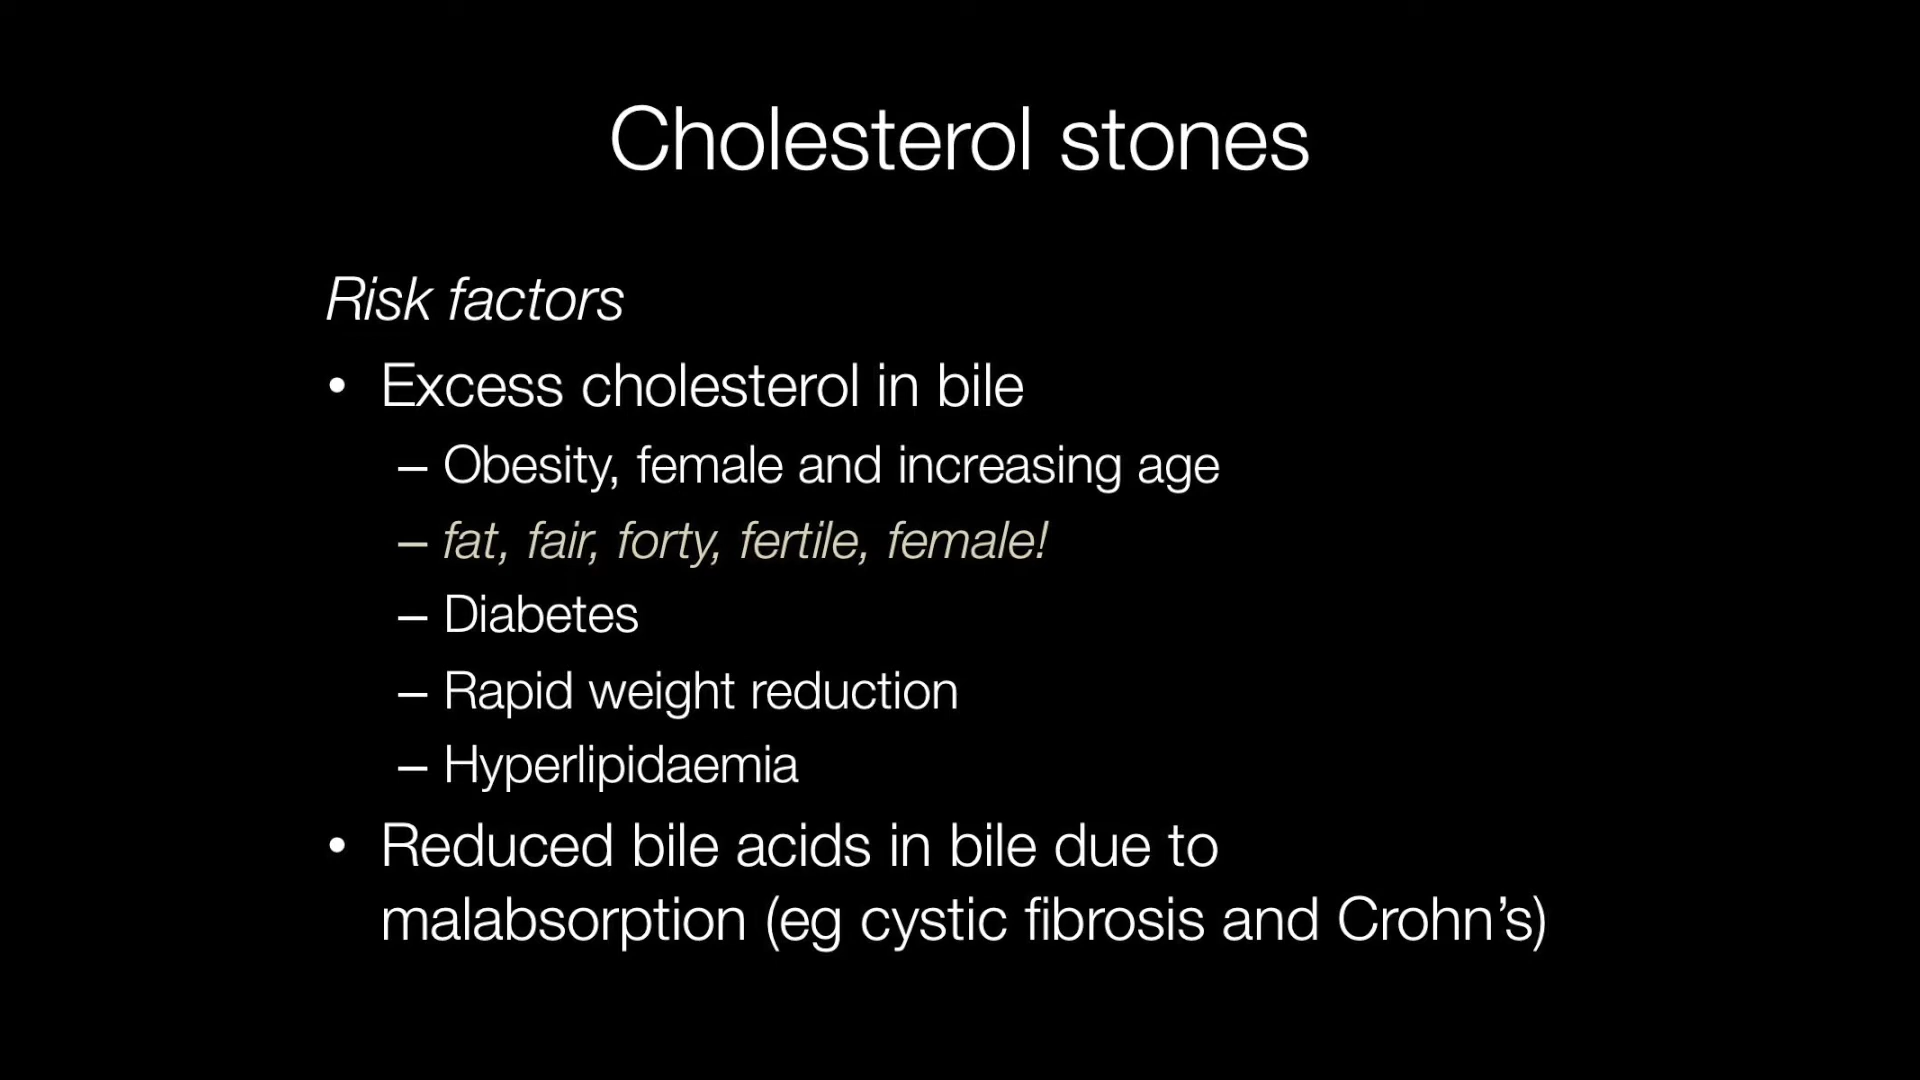 Cholesterol stones
Risk factors
• Excess cholesterol in bile
– Obesity, female and increasing age
– fat, fair, forty, fertile, female!
– Diabetes
– Rapid weight reduction
– Hyperlipidaemia
• Reduced bile acids in bile due to
malabsorption (eg cystic fibrosis and Crohn’s)